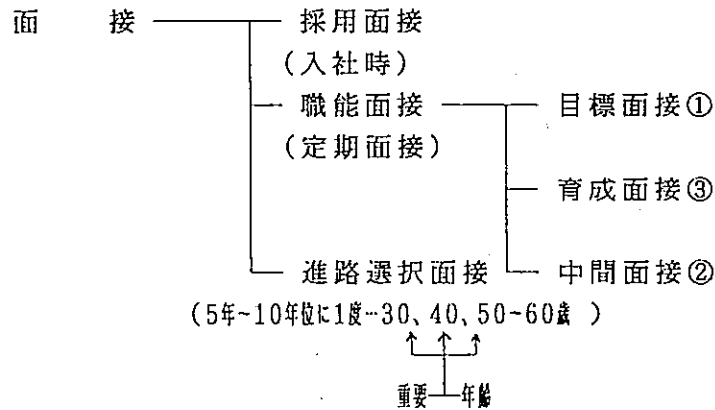 面　接　採用面接
(入社時)
職能面接　目標面接①
(定期面接)
育成面接③
進路選択面接　中間面接②
(5年~10年位に1度…30、40、50~60歳)
重要　年齢